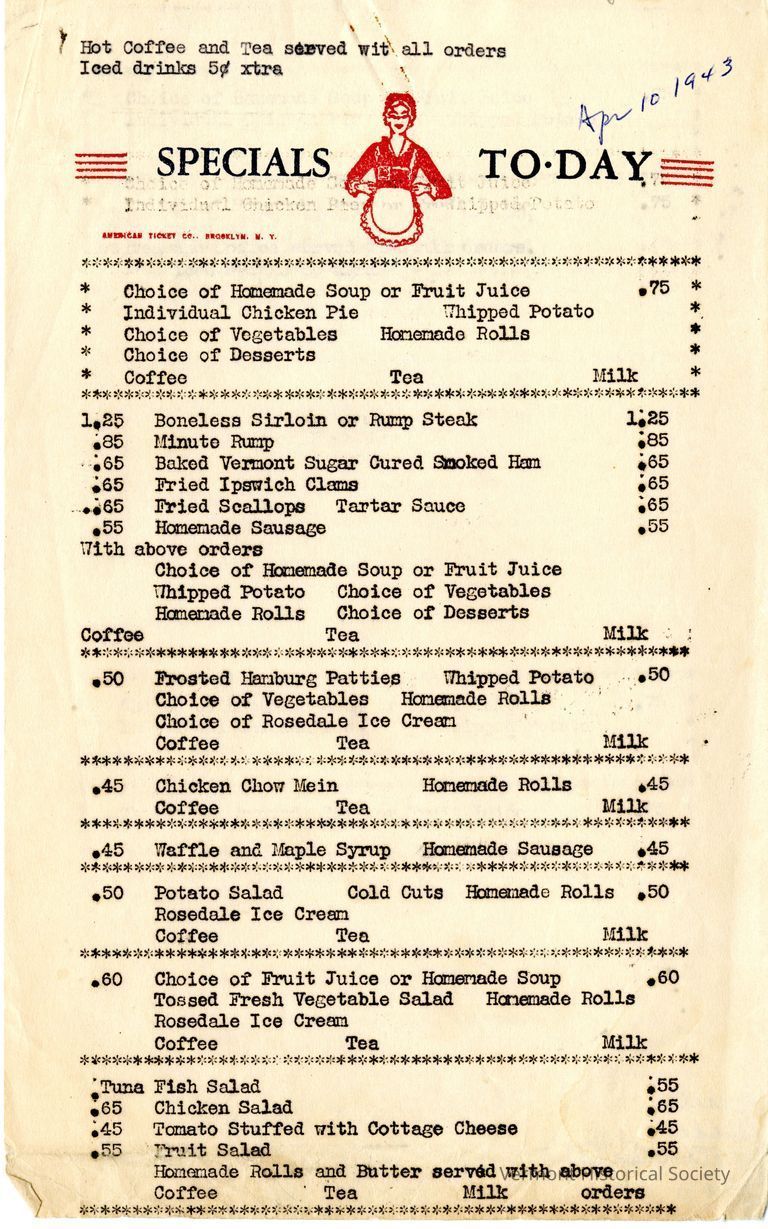 Hot Coffee and Tea served wit all orders
Iced drinks 5¢ xtra
Apr 10 1943
SPECIALS TO·DAY
AMERICAN TICKET CO., BROOKLYN, N. Y.
* Choice of Homemade Soup or Fruit Juice .75 *
* Individual Chicken Pie Whipped Potato *
* Choice of Vegetables Homemade Rolls *
* Choice of Desserts *
* Coffee Tea Milk *
1.25 Boneless Sirloin or Rump Steak 1.25
.85 Minute Rump .85
.65 Baked Vermont Sugar Cured Smoked Ham .65
.65 Fried Ipswich Clams .65
.65 Fried Scallops Tartar Sauce .65
.55 Homemade Sausage .55
With above orders
Choice of Homemade Soup or Fruit Juice
Whipped Potato Choice of Vegetables
Homemade Rolls Choice of Desserts
Coffee Tea Milk
.50 Frosted Hamburg Patties Whipped Potato .50
Choice of Vegetables Homemade Rolls
Choice of Rosedale Ice Cream
Coffee Tea Milk
.45 Chicken Chow Mein Homemade Rolls .45
Coffee Tea Milk
.45 Waffle and Maple Syrup Homemade Sausage .45
.50 Potato Salad Cold Cuts Homemade Rolls .50
Rosedale Ice Cream
Coffee Tea Milk
.60 Choice of Fruit Juice or Homemade Soup .60
Tossed Fresh Vegetable Salad Homemade Rolls
Rosedale Ice Cream
Coffee Tea Milk
Tuna Fish Salad .55
.65 Chicken Salad .65
.45 Tomato Stuffed with Cottage Cheese .45
.55 Fruit Salad .55
Homemade Rolls and Butter served with above
Vermont Historical Society
Coffee Tea Milk orders